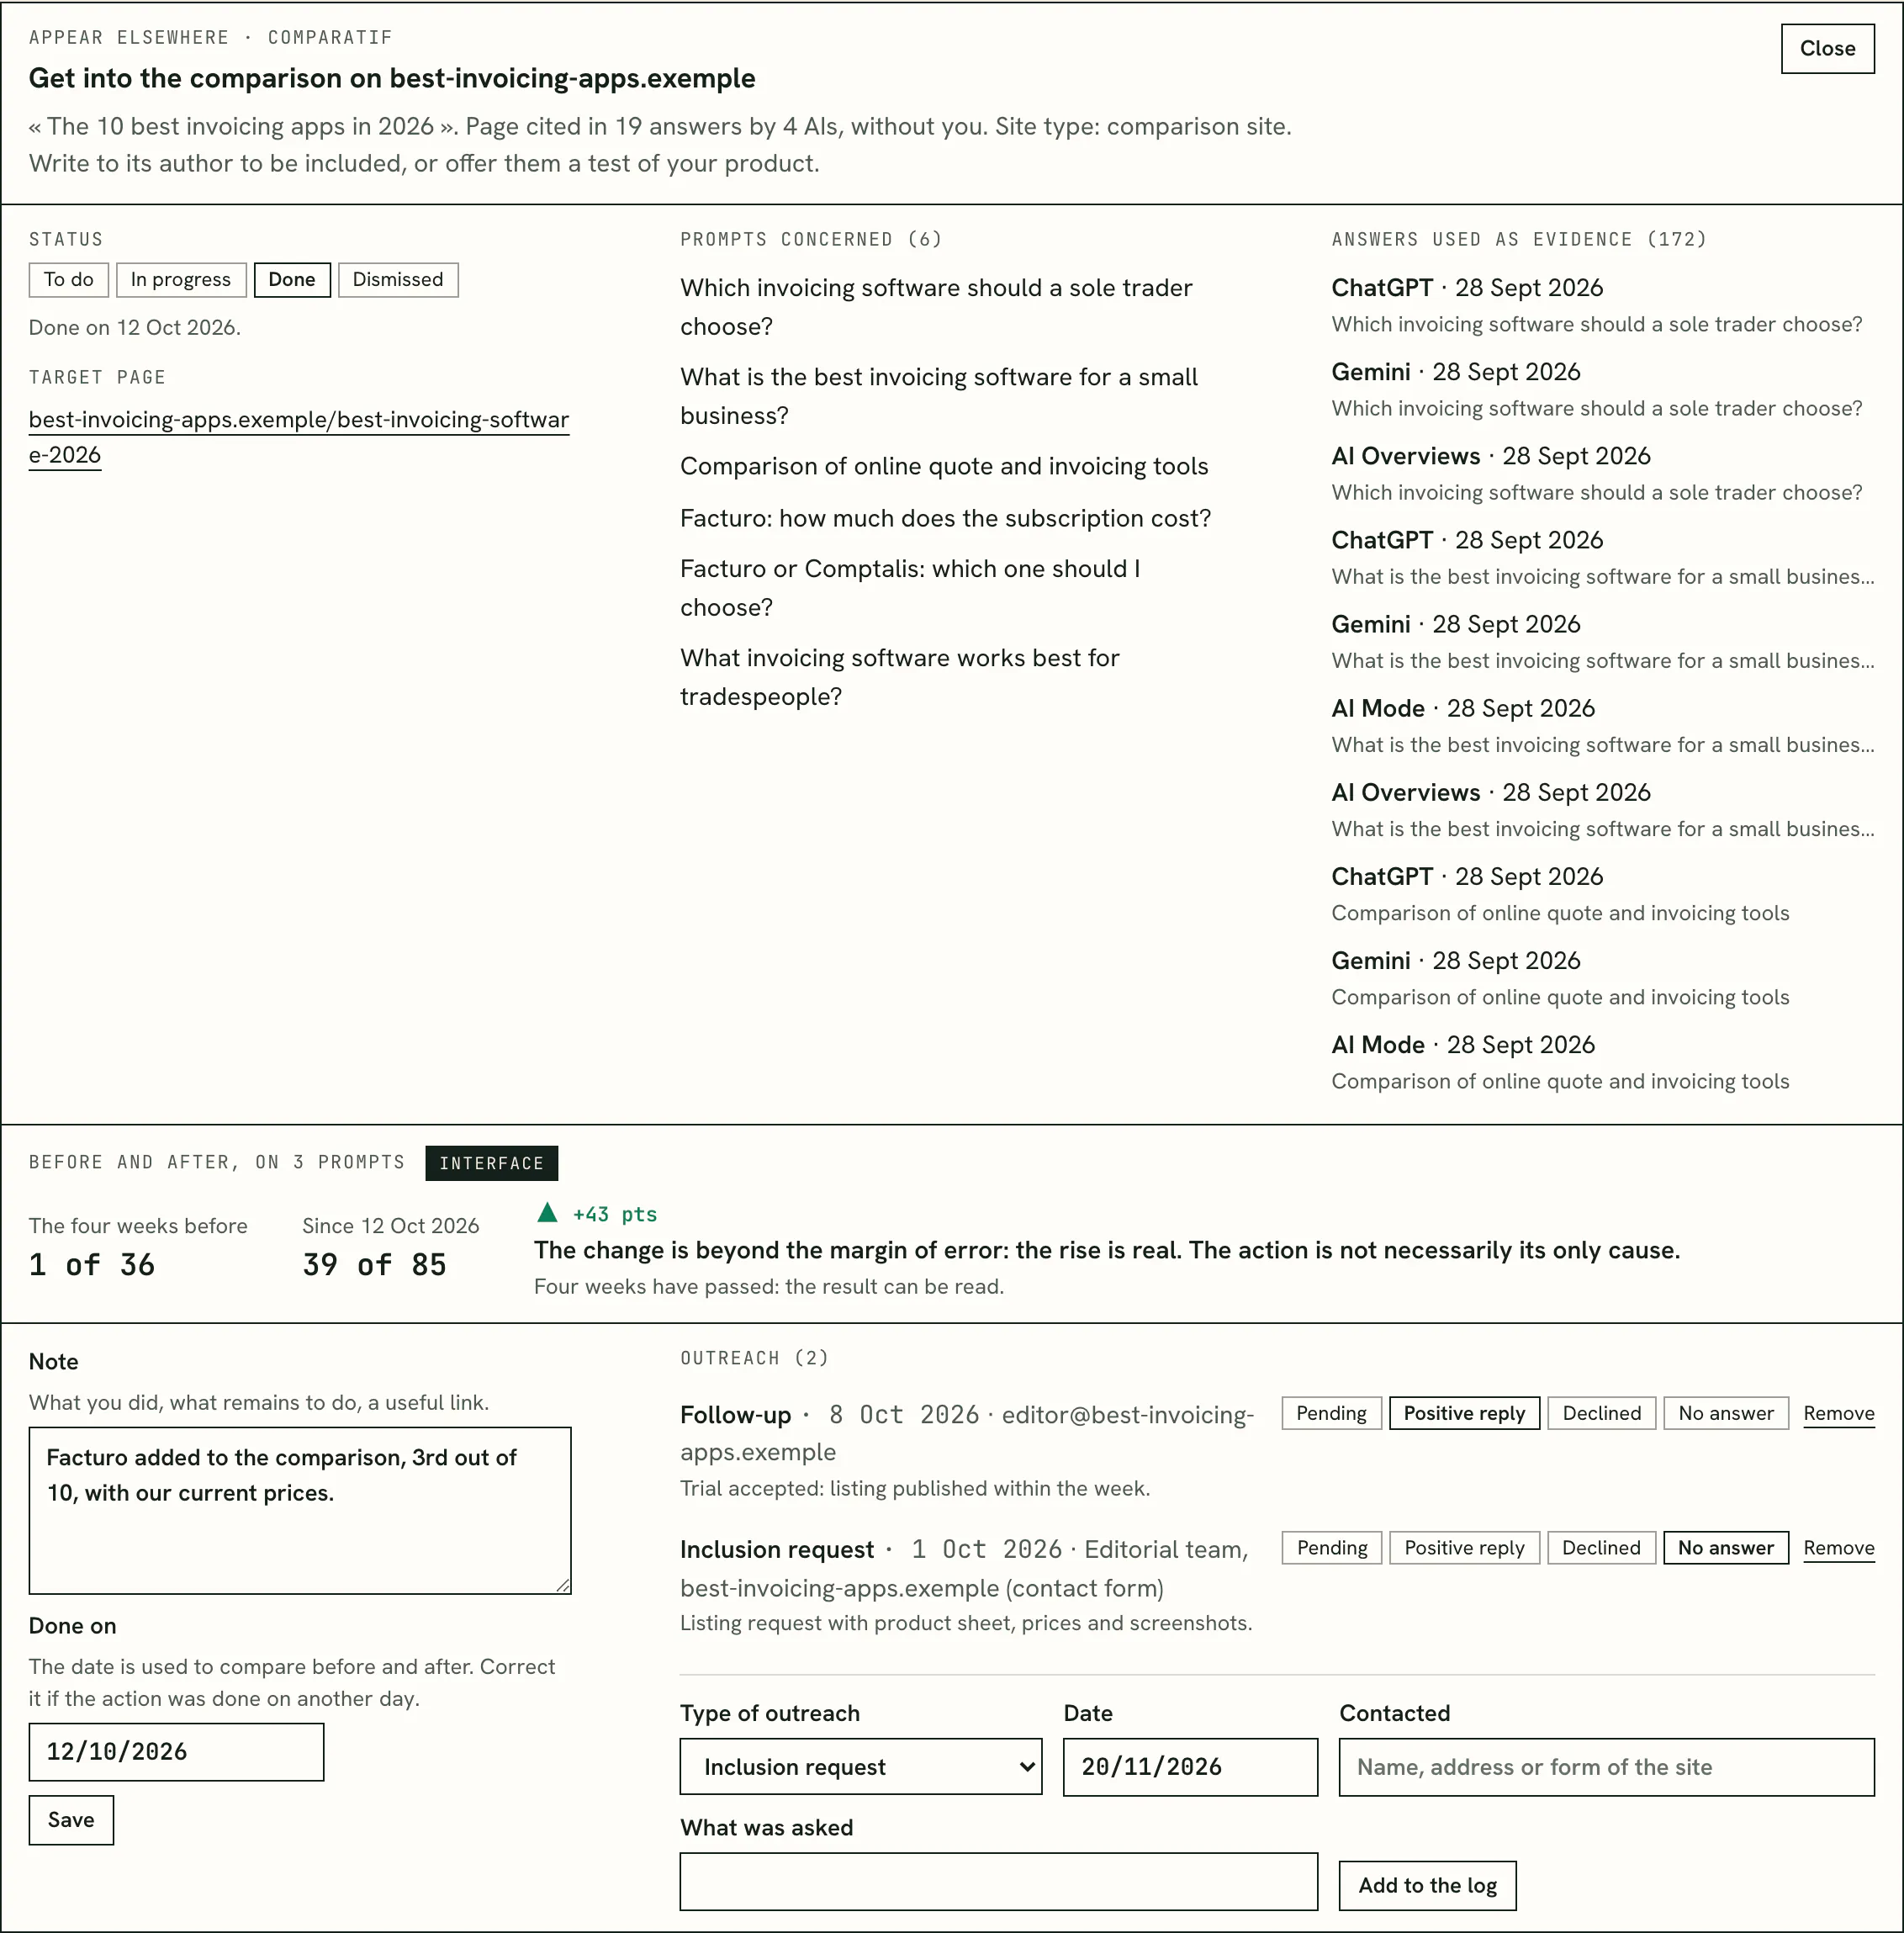 APPEAR ELSEWHERE · COMPARATIF
Close
Get into the comparison on best-invoicing-apps.exemple
« The 10 best invoicing apps in 2026 ». Page cited in 19 answers by 4 AIs, without you. Site type: comparison site.
Write to its author to be included, or offer them a test of your product.
STATUS
To do
In progress
Done
Dismissed
Done on 12 Oct 2026.
TARGET PAGE
best-invoicing-apps.exemple/best-invoicing-softwar
e-2026
PROMPTS CONCERNED (6)
Which invoicing software should a sole trader
choose?
What is the best invoicing software for a small
business?
Comparison of online quote and invoicing tools
Facturo: how much does the subscription cost?
Facturo or Comptalis: which one should I
choose?
What invoicing software works best for
tradespeople?
ANSWERS USED AS EVIDENCE (172)
ChatGPT · 28 Sept 2026
Which invoicing software should a sole trader choose?
Gemini · 28 Sept 2026
Which invoicing software should a sole trader choose?
AI Overviews · 28 Sept 2026
Which invoicing software should a sole trader choose?
ChatGPT · 28 Sept 2026
What is the best invoicing software for a small busines...
Gemini · 28 Sept 2026
What is the best invoicing software for a small busines...
AI Mode · 28 Sept 2026
What is the best invoicing software for a small busines...
AI Overviews · 28 Sept 2026
What is the best invoicing software for a small busines...
ChatGPT · 28 Sept 2026
Comparison of online quote and invoicing tools
Gemini · 28 Sept 2026
Comparison of online quote and invoicing tools
AI Mode · 28 Sept 2026
Comparison of online quote and invoicing tools
BEFORE AND AFTER, ON 3 PROMPTS
INTERFACE
The four weeks before
1 of 36
Since 12 Oct 2026
39 of 85
▲ +43 pts
The change is beyond the margin of error: the rise is real. The action is not necessarily its only cause.
Four weeks have passed: the result can be read.
Note
What you did, what remains to do, a useful link.
Facturo added to the comparison, 3rd out of
10, with our current prices.
Done on
The date is used to compare before and after. Correct
it if the action was done on another day.
12/10/2026
Save
OUTREACH (2)
Follow-up · 8 Oct 2026 · editor@best-invoicing-
apps.exemple
Trial accepted: listing published within the week.
Pending
Positive reply
Declined
No answer
Remove
Inclusion request · 1 Oct 2026 · Editorial team,
best-invoicing-apps.exemple (contact form)
Listing request with product sheet, prices and screenshots.
Pending
Positive reply
Declined
No answer
Remove
Type of outreach
Inclusion request
Date
20/11/2026
Contacted
Name, address or form of the site
What was asked
Add to the log